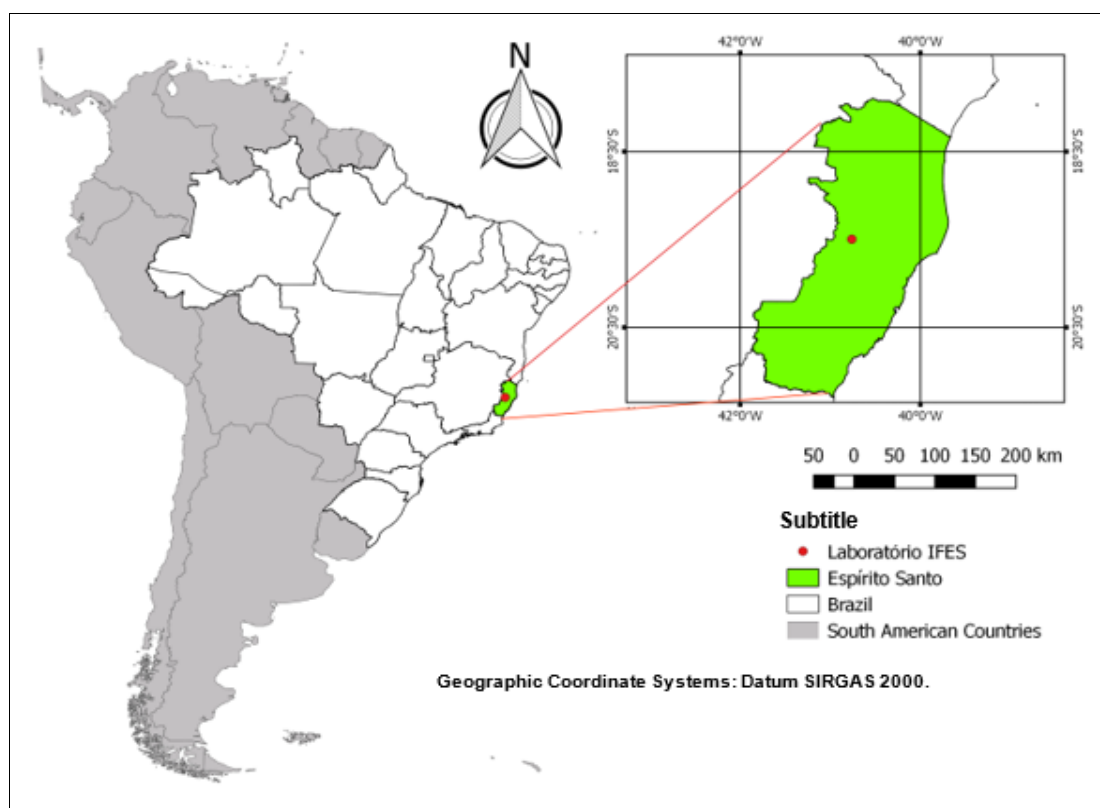 N
42°0'W 40°0'W
18°30'S 18°30'S
20°30'S 20°30'S
42°0'W 40°0'W
50 0 50 100 150 200 km
Subtitle
Laboratório IFES
Espírito Santo
Brazil
South American Countries
Geographic Coordinate Systems: Datum SIRGAS 2000.